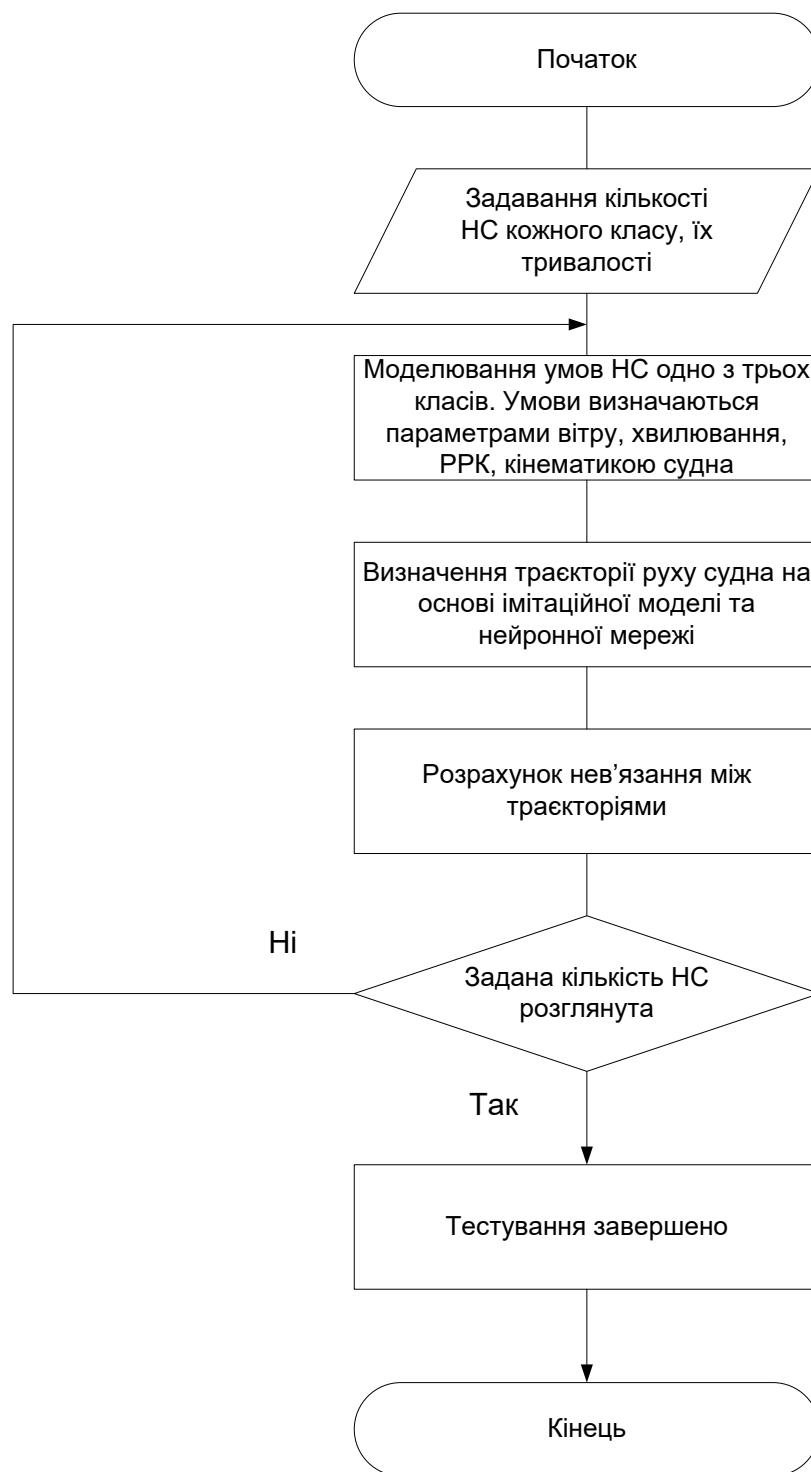 Початок
Задавання кількості
НС кожного класу, їх
тривалості
Моделювання умов НС одно з трьох
класів. Умови визначаються
параметрами вітру, хвилювання,
РРК, кінематикою судна
Визначення траєкторії руху судна на
основі імітаційної моделі та
нейронної мережі
Розрахунок нев’язання між
траєкторіями
Ні
Задана кількість НС
розглянута
Так
Тестування завершено
Кінець